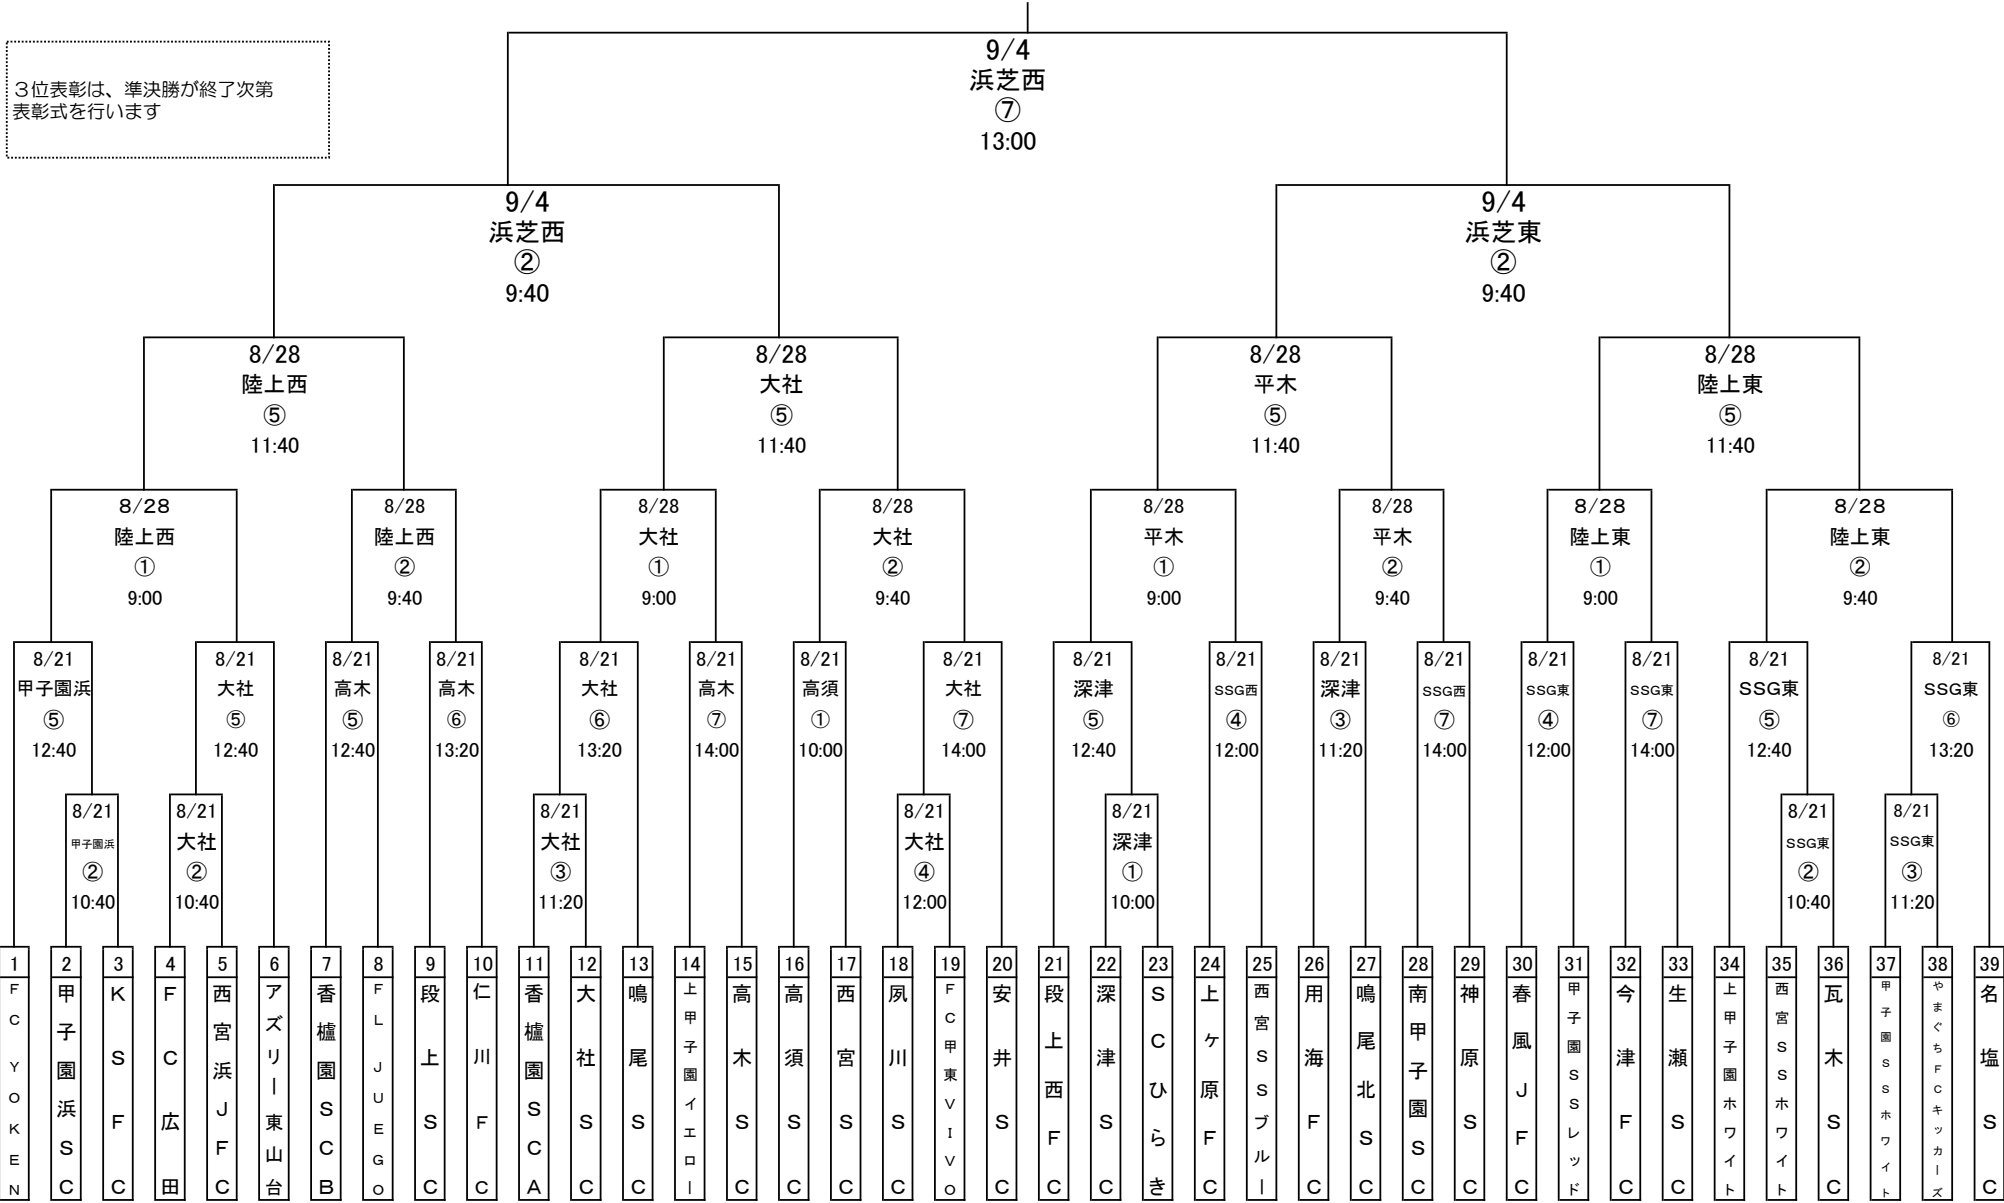 9/4
浜芝西
⑦
13:00
３位表彰は、準決勝が終了次第
表彰式を行います
9/4
浜芝西
②
9:40
9/4
浜芝東
②
9:40
8/28
陸上西
⑤
11:40
8/28
大社
⑤
11:40
8/28
平木
⑤
11:40
8/28
陸上東
⑤
11:40
8/28
陸上西
①
9:00
8/28
陸上西
②
9:40
8/28
大社
①
9:00
8/28
大社
②
9:40
8/28
平木
①
9:00
8/28
平木
②
9:40
8/28
陸上東
①
9:00
8/28
陸上東
②
9:40
8/21
甲子園浜
⑤
12:40
8/21
大社
⑤
12:40
8/21
高木
⑤
12:40
8/21
高木
⑥
13:20
8/21
大社
⑥
13:20
8/21
高木
⑦
14:00
8/21
高須
①
10:00
8/21
大社
⑦
14:00
8/21
深津
⑤
12:40
8/21
SSG西
④
12:00
8/21
深津
③
11:20
8/21
SSG西
⑦
14:00
8/21
SSG東
④
12:00
8/21
SSG東
⑦
14:00
8/21
SSG東
⑤
12:40
8/21
SSG東
⑥
13:20
8/21
甲子園浜
②
10:40
8/21
大社
②
10:40
8/21
大社
③
11:20
8/21
大社
④
12:00
8/21
深津
①
10:00
8/21
SSG東
②
10:40
8/21
SSG東
③
11:20
1
ＦＣ ＹＯＫＥＮ
2
甲子園浜ＳＣ
3
ＫＳＦＣ
4
ＦＣ広田
5
西宮浜ＪＦＣ
6
アズリー東山台
7
香櫨園ＳＣＢ
8
ＦＬ ＪＵＥＧＯ
9
段上ＳＣ
10
仁川ＦＣ
11
香櫨園ＳＣＡ
12
大社ＳＣ
13
鳴尾ＳＣ
14
上甲子園イエロー
15
高木ＳＣ
16
高須ＳＣ
17
西宮ＳＣ
18
夙川ＳＣ
19
ＦＣ甲東ＶＩＶＯ
20
安井ＳＣ
21
段上西ＦＣ
22
深津ＳＣ
23
ＳＣひらき
24
上ヶ原ＦＣ
25
西宮ＳＳブルー
26
用海ＦＣ
27
鳴尾北ＳＣ
28
南甲子園ＳＣ
29
神原ＳＣ
30
春風ＪＦＣ
31
甲子園ＳＳレッド
32
今津ＦＣ
33
生瀬ＳＣ
34
上甲子園ホワイト
35
西宮ＳＳホワイト
36
瓦木ＳＣ
37
甲子園ＳＳホワイト
38
やまぐちＦＣキッカーズ
39
名塩ＳＣ